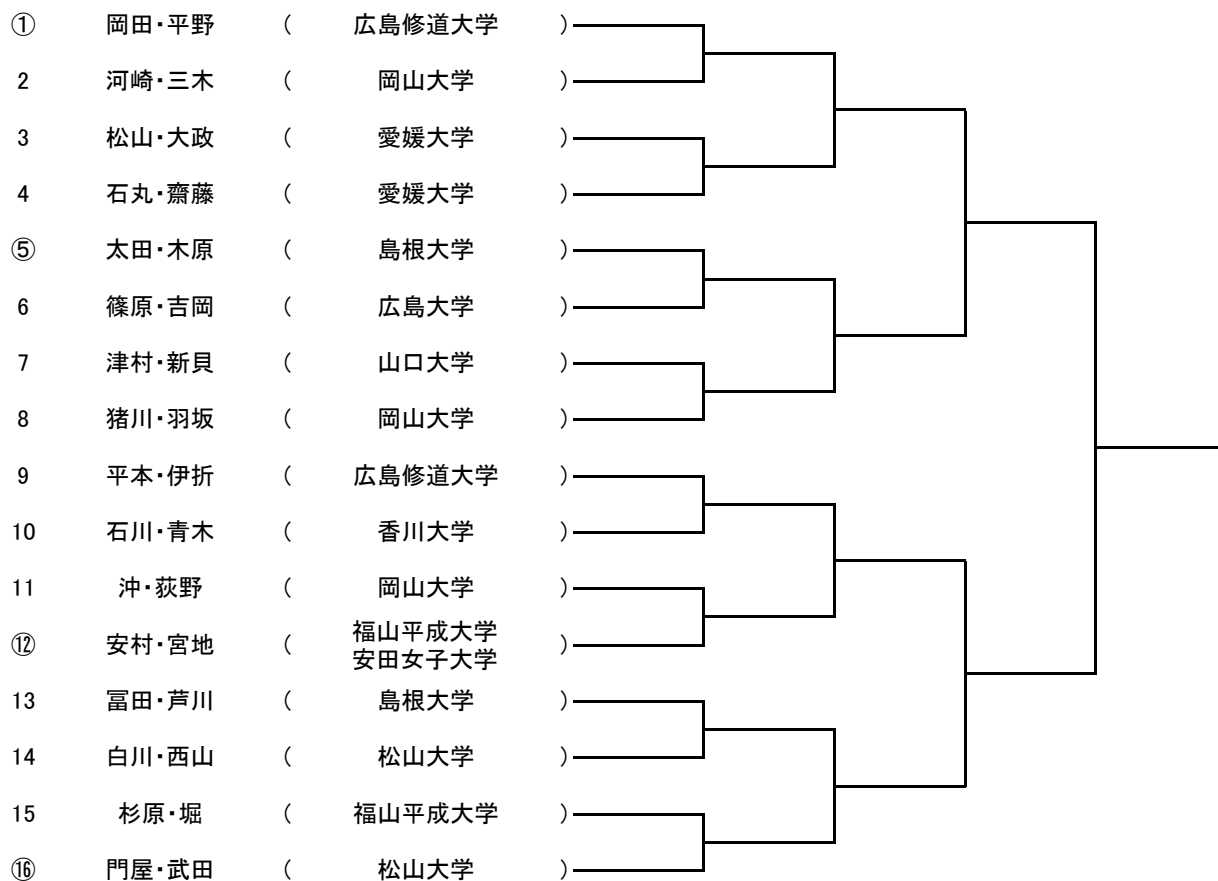 ① 岡田・平野 ( 広島修道大学 )
2 河崎・三木 ( 岡山大学 )
3 松山・大政 ( 愛媛大学 )
4 石丸・齋藤 ( 愛媛大学 )
⑤ 太田・木原 ( 島根大学 )
6 篠原・吉岡 ( 広島大学 )
7 津村・新貝 ( 山口大学 )
8 猪川・羽坂 ( 岡山大学 )
9 平本・伊折 ( 広島修道大学 )
10 石川・青木 ( 香川大学 )
11 沖・荻野 ( 岡山大学 )
⑫ 安村・宮地 ( 福山平成大学
安田女子大学 )
13 冨田・芦川 ( 島根大学 )
14 白川・西山 ( 松山大学 )
15 杉原・堀 ( 福山平成大学 )
⑯ 門屋・武田 ( 松山大学 )